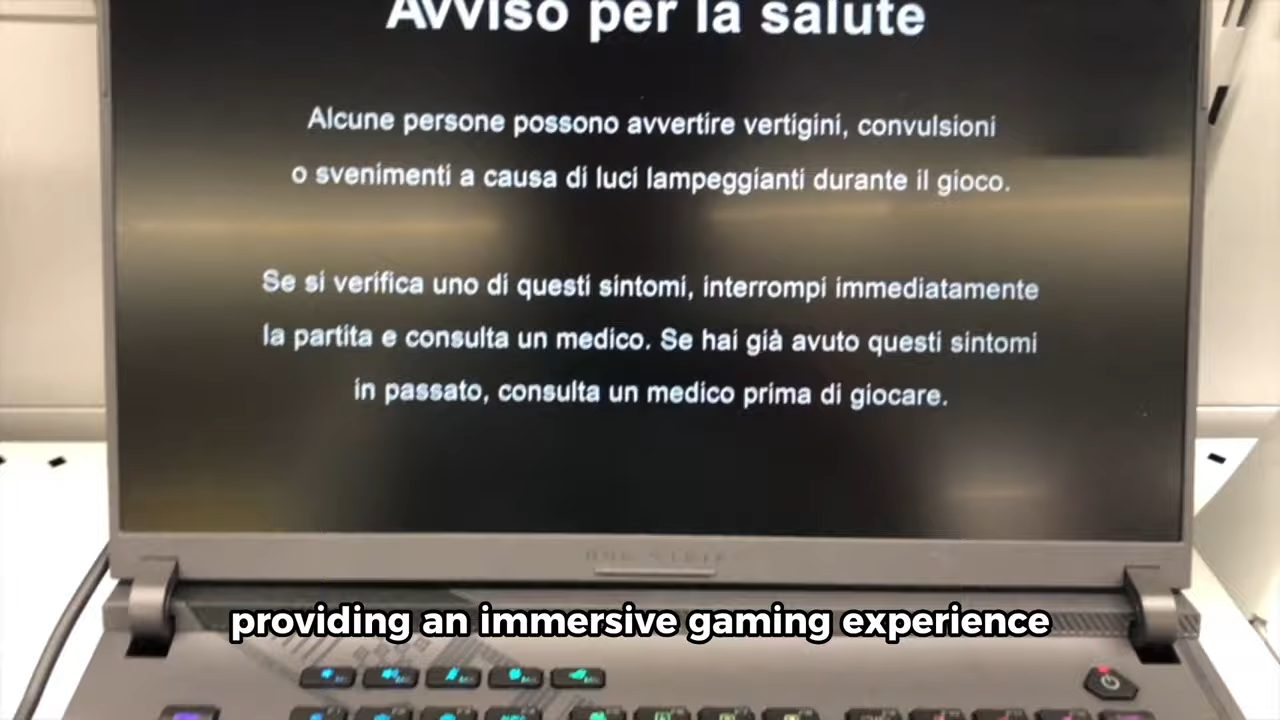 Avviso per la salute
Alcune persone possono avvertire vertigini, convulsioni
o svenimenti a causa di luci lampeggianti durante il gioco.
Se si verifica uno di questi sintomi, interrompi immediatamente
la partita e consulta un medico. Se hai già avuto questi sintomi
in passato, consulta un medico prima di giocare.
providing an immersive gaming experience